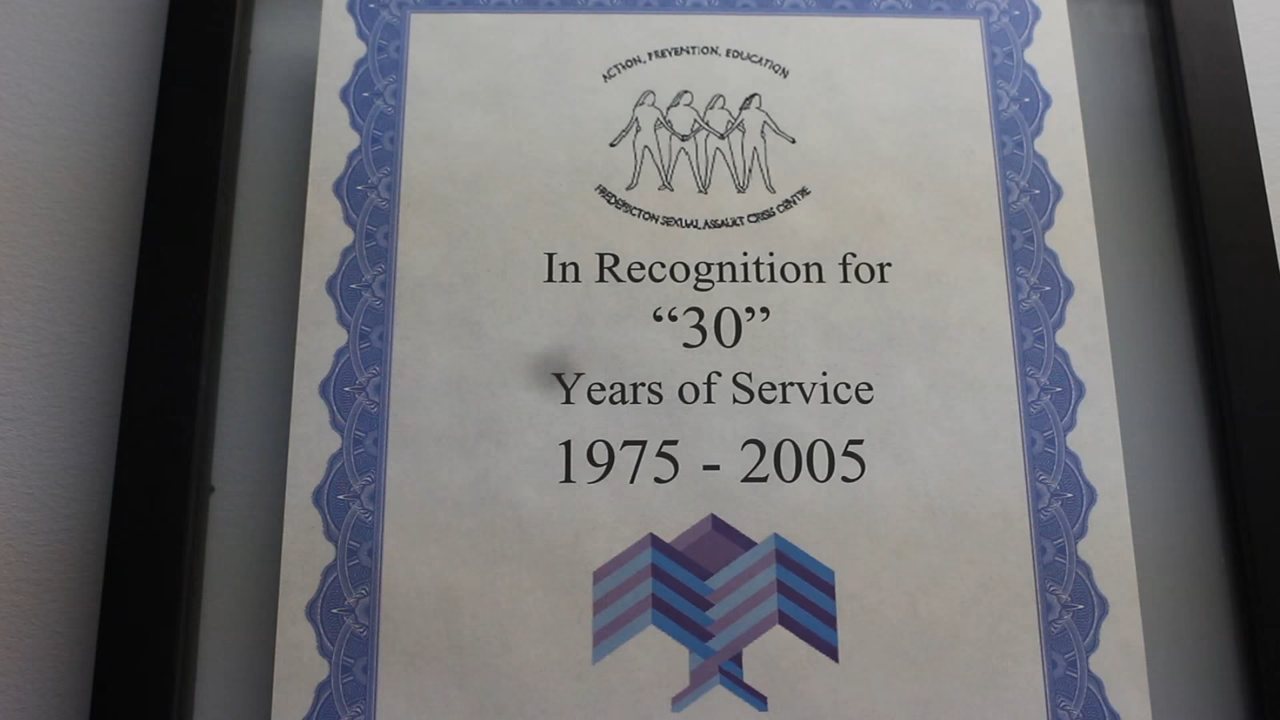 ACTION, PREVENTION, EDUCATION
FREDERICTON SEXUAL ASSAULT CRISIS CENTRE
In Recognition for
“30”
Years of Service
1975 - 2005